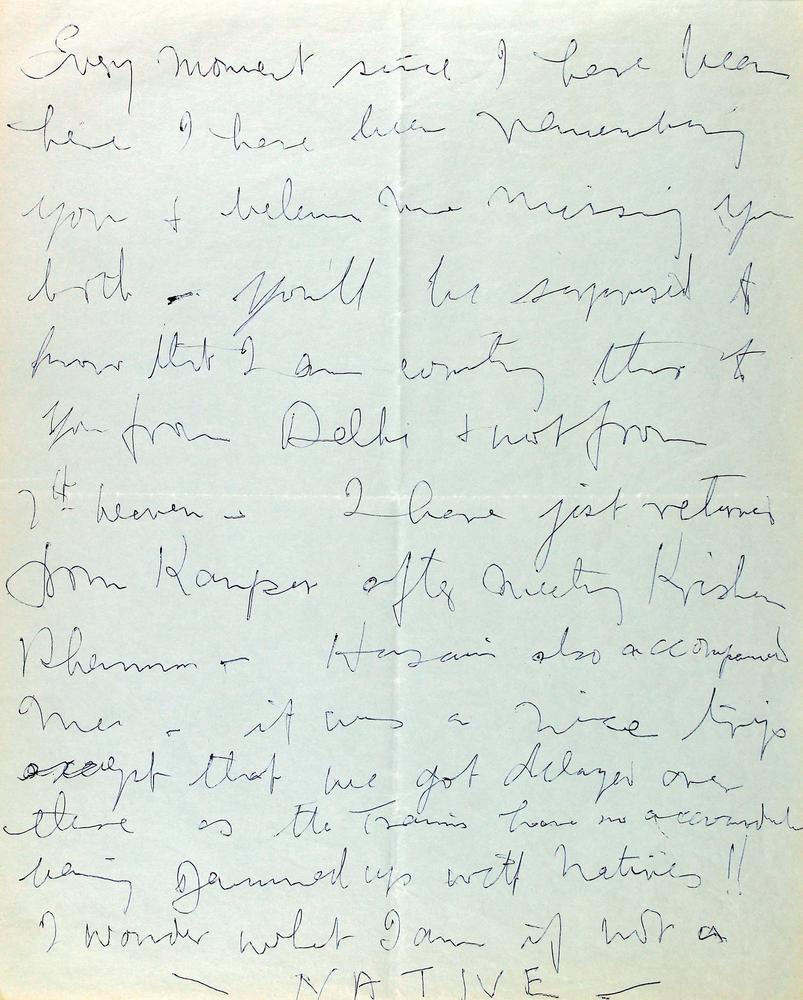 Every moment since I have been
here I have been remembering
you & believe me missing you
both - you'll be surprised to
know that I am writing this to
you from Delhi & not from
7th heaven - I have just returned
from Kanpur after meeting Krishen
Khanna - Husain also accompanied
me - it was a nice trip
except that we got delayed over
there as the Trains have no
being jammed up with Natives !!
I wonder what I am if not a
- NATIVE -